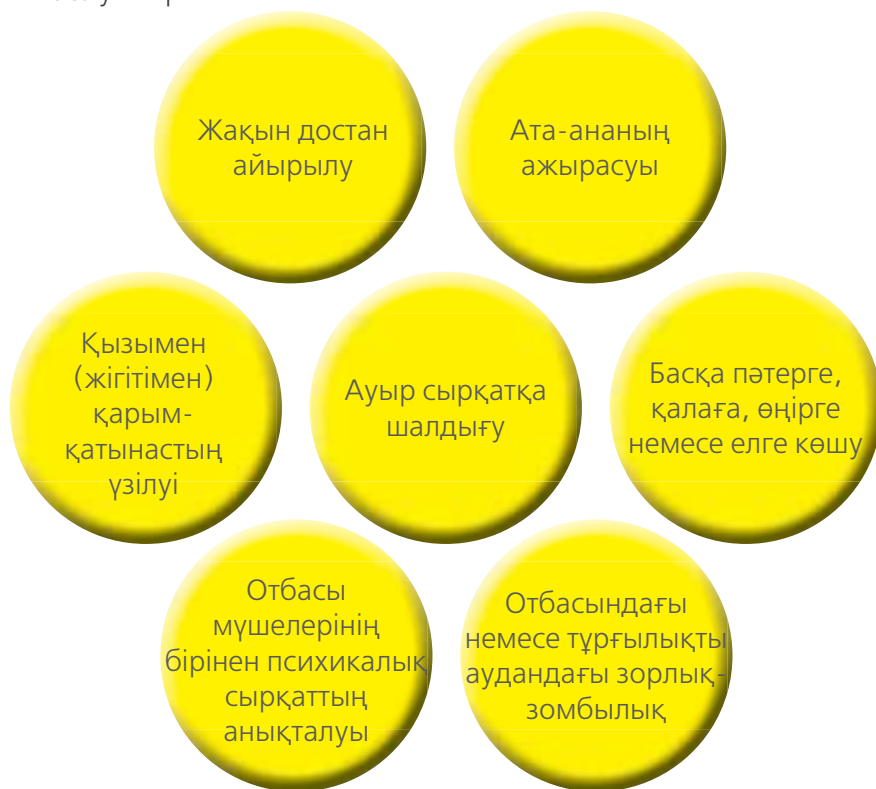 Жақын достан
айырылу
Ата-ананың
ажырасуы
Қызымен
(жігітімен)
қарым-
қатынастың
үзілуі
Ауыр сырқатқа
шалдығу
Басқа пәтерге,
қалаға, өңірге
немесе елге көшу
Отбасы
мүшелерінің
бірінен психикалық
сырқаттың
анықталуы
Отбасындағы
немесе тұрғылықты
аудандағы зорлық-
зомбылық